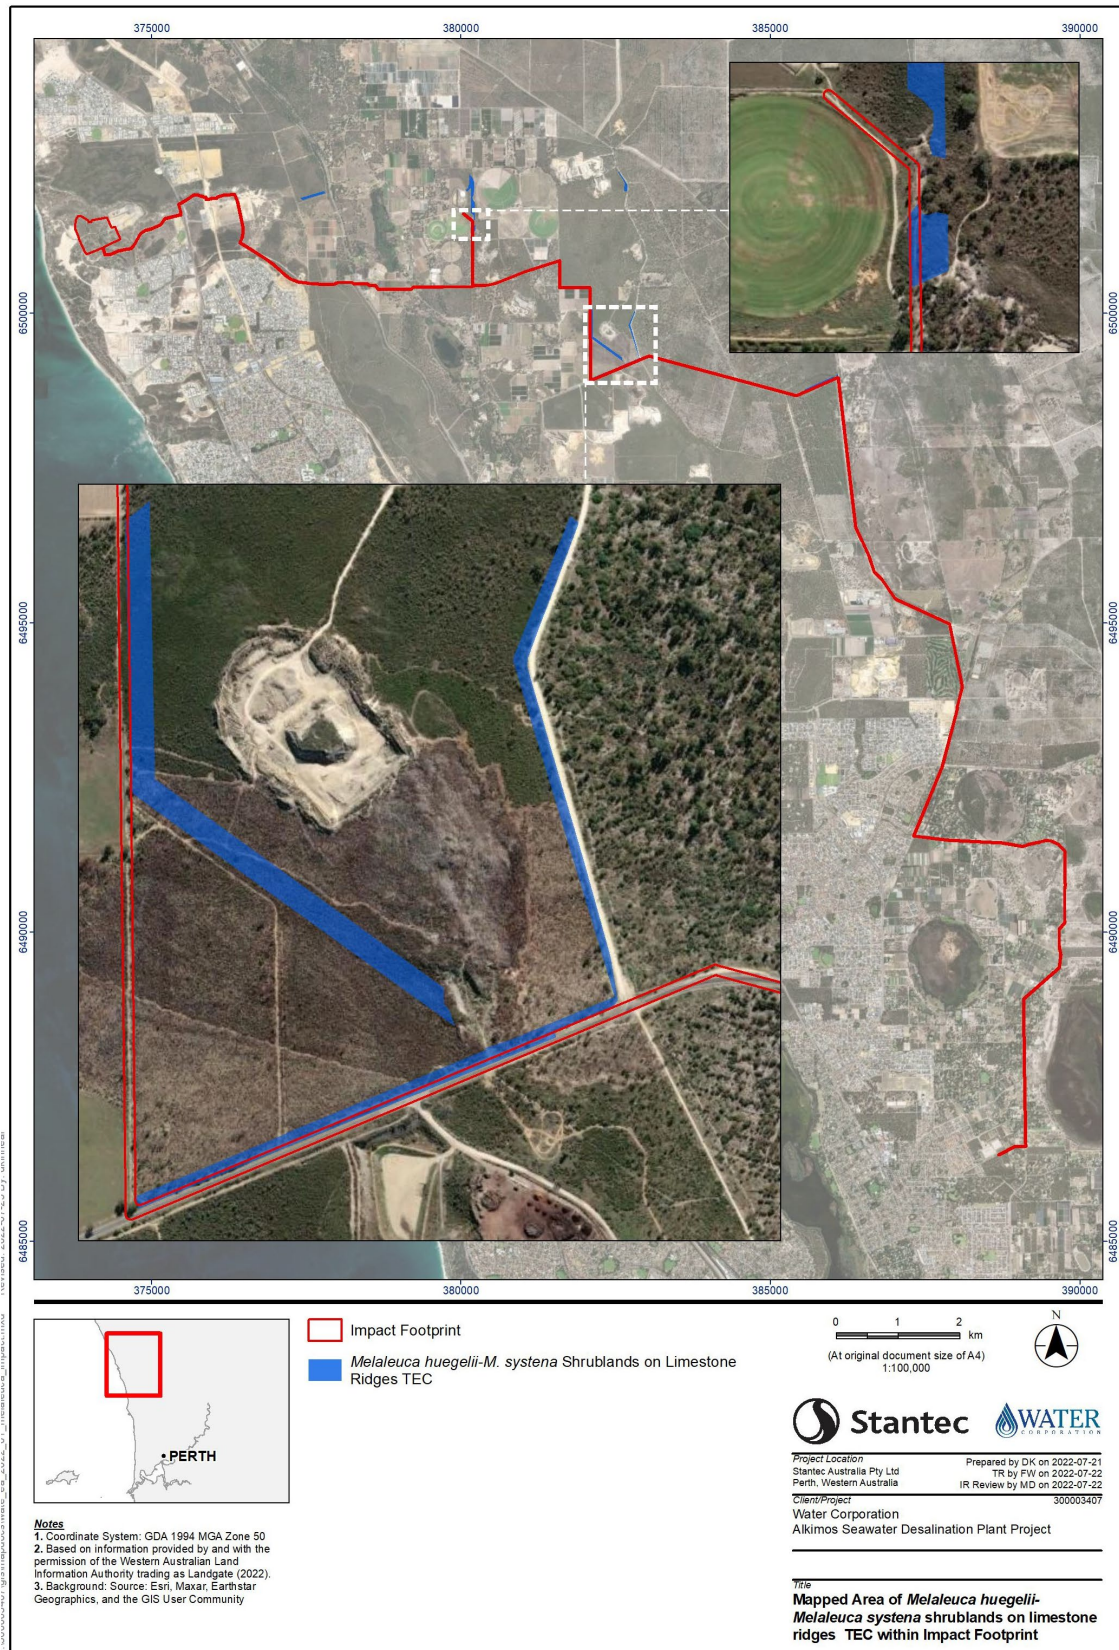 375000
380000
385000
390000
6500000
6500000
6495000
6495000
6490000
6490000
6485000
6485000
375000
380000
385000
390000
PERTH
Impact Footprint
Melaleuca huegelii-M. systena Shrublands on Limestone
Ridges TEC
0 1 2
km
(At original document size of A4)
1:100,000
N
Stantec
WATER
CORPORATION
Project Location
Stantec Australia Pty Ltd
Perth, Western Australia
Prepared by DK on 2022-07-21
TR by FW on 2022-07-22
IR Review by MD on 2022-07-22
Client/Project
300003407
Water Corporation
Alkimos Seawater Desalination Plant Project
Title
Mapped Area of Melaleuca huegelii-
Melaleuca systena shrublands on limestone
ridges TEC within Impact Footprint
Notes
1. Coordinate System: GDA 1994 MGA Zone 50
2. Based on information provided by and with the
permission of the Western Australian Land
Information Authority trading as Landgate (2022).
3. Background: Source: Esri, Maxar, Earthstar
Geographics, and the GIS User Community